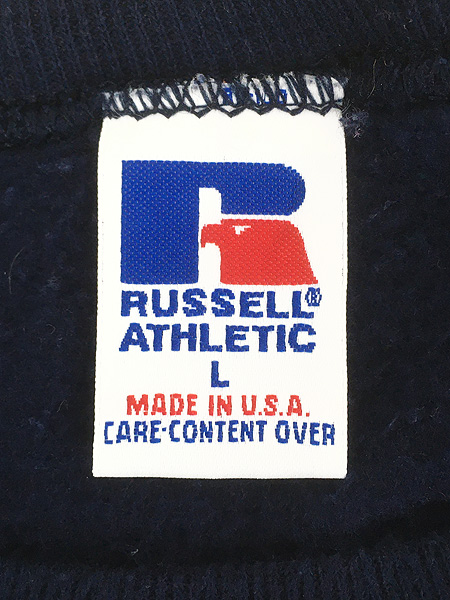 RUSSELL®
ATHLETIC
L
MADE IN U.S.A.
CARE-CONTENT OVER